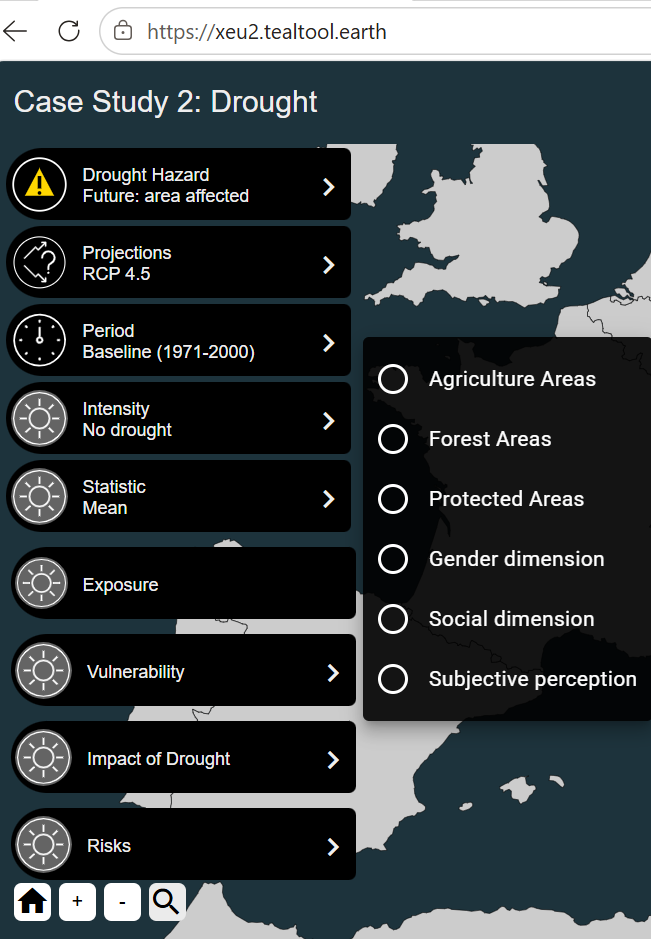 https://xeu2.tealtool.earth
Case Study 2: Drought
Drought Hazard
Future: area affected
Projections
RCP 4.5
Period
Baseline (1971-2000)
Intensity
No drought
Statistic
Mean
Exposure
Vulnerability
Impact of Drought
Risks
+
-
Agriculture Areas
Forest Areas
Protected Areas
Gender dimension
Social dimension
Subjective perception